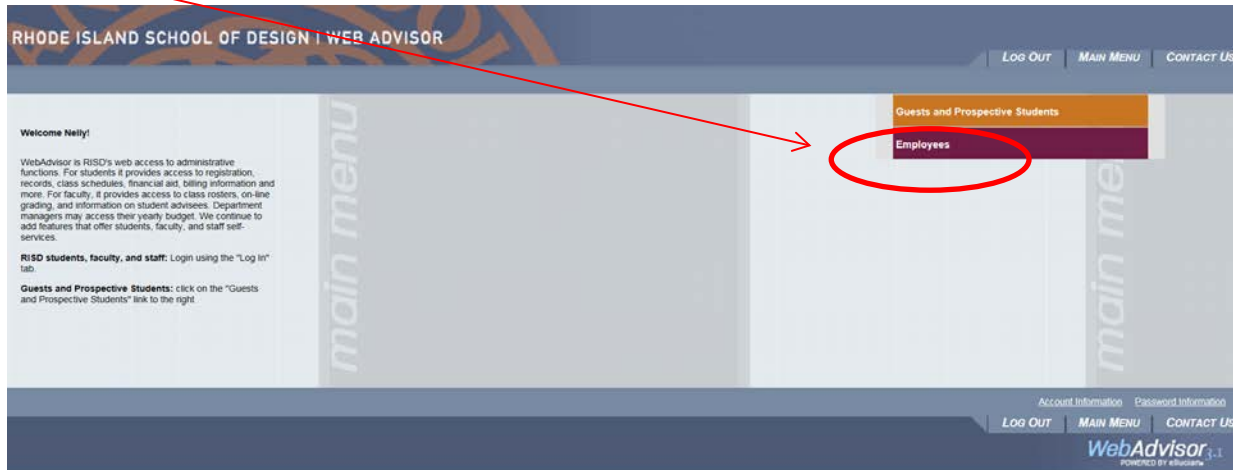 RHODE ISLAND SCHOOL OF DESIGN | WEB ADVISOR
LOG OUT MAIN MENU CONTACT US
Guests and Prospective Students
Employees
main menu
main me
Welcome Nelly!
WebAdvisor is RISD's web access to administrative
functions. For students it provides access to registration,
records, class schedules, financial aid, billing information and
more. For faculty, it provides access to class rosters, on-line
grading, and information on student advisees. Department
managers may access their yearly budget. We continue to
add features that offer students, faculty, and staff self-
services.
RISD students, faculty, and staff: Login using the "Log In"
tab.
Guests and Prospective Students: click on the "Guests
and Prospective Students" link to the right
Account Information Password Information
LOG OUT MAIN MENU CONTACT US
WebAdvisor 3.1
POWERED BY ellucian